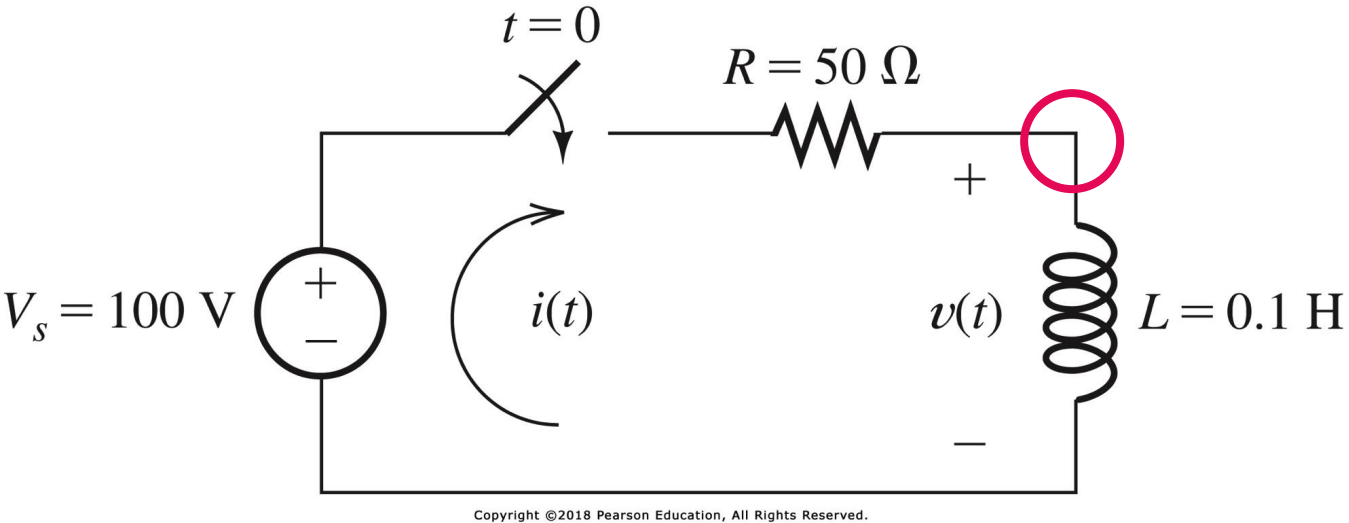 t = 0
R = 50 Ω
+
+
V_s = 100 V
−
i(t)
v(t)
L = 0.1 H
−
Copyright ©2018 Pearson Education, All Rights Reserved.